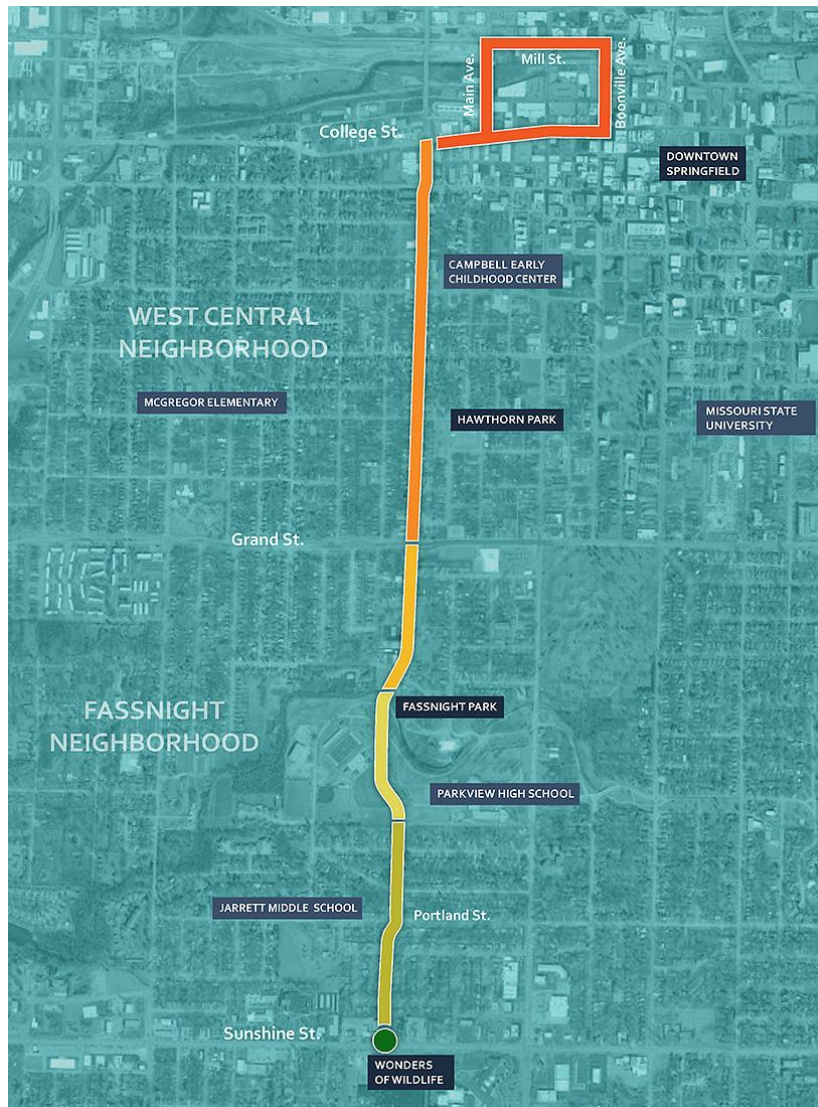 Main Ave.
Mill St.
Boonville Ave.
College St.
DOWNTOWN
SPRINGFIELD
CAMPBELL EARLY
CHILDHOOD CENTER
WEST CENTRAL
NEIGHBORHOOD
MCGREGOR ELEMENTARY
HAWTHORN PARK
MISSOURI STATE
UNIVERSITY
Grand St.
FASSNIGHT
NEIGHBORHOOD
FASSNIGHT PARK
PARKVIEW HIGH SCHOOL
JARRETT MIDDLE SCHOOL
Portland St.
Sunshine St.
WONDERS
OF WILDLIFE